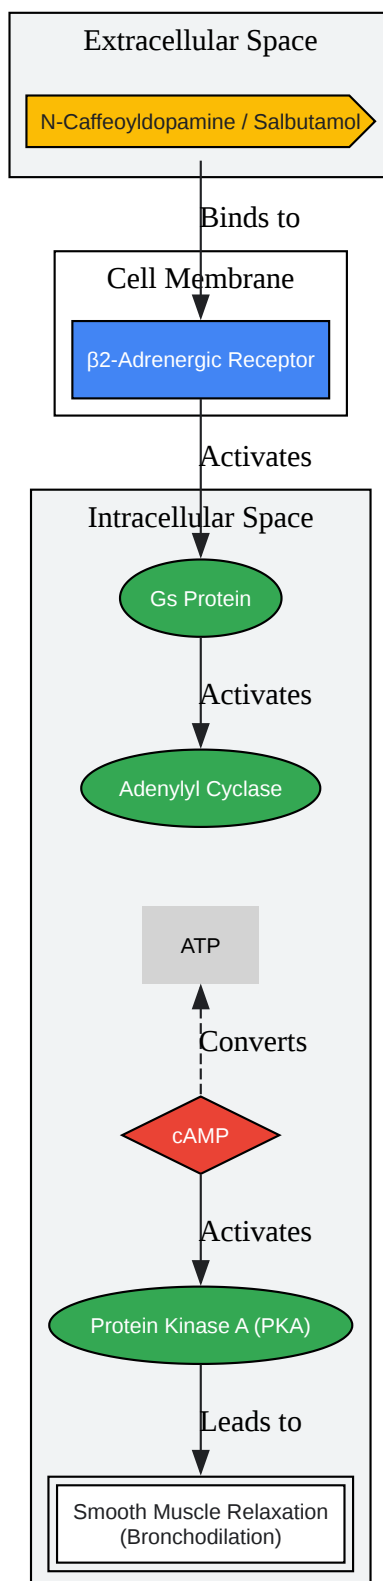 Extracellular Space
N-Caffeoyldopamine / Salbutamol
Binds to
Cell Membrane
β2-Adrenergic Receptor
Activates
Intracellular Space
Gs Protein
Activates
Adenylyl Cyclase
ATP
Converts
cAMP
Activates
Protein Kinase A (PKA)
Leads to
Smooth Muscle Relaxation
(Bronchodilation)